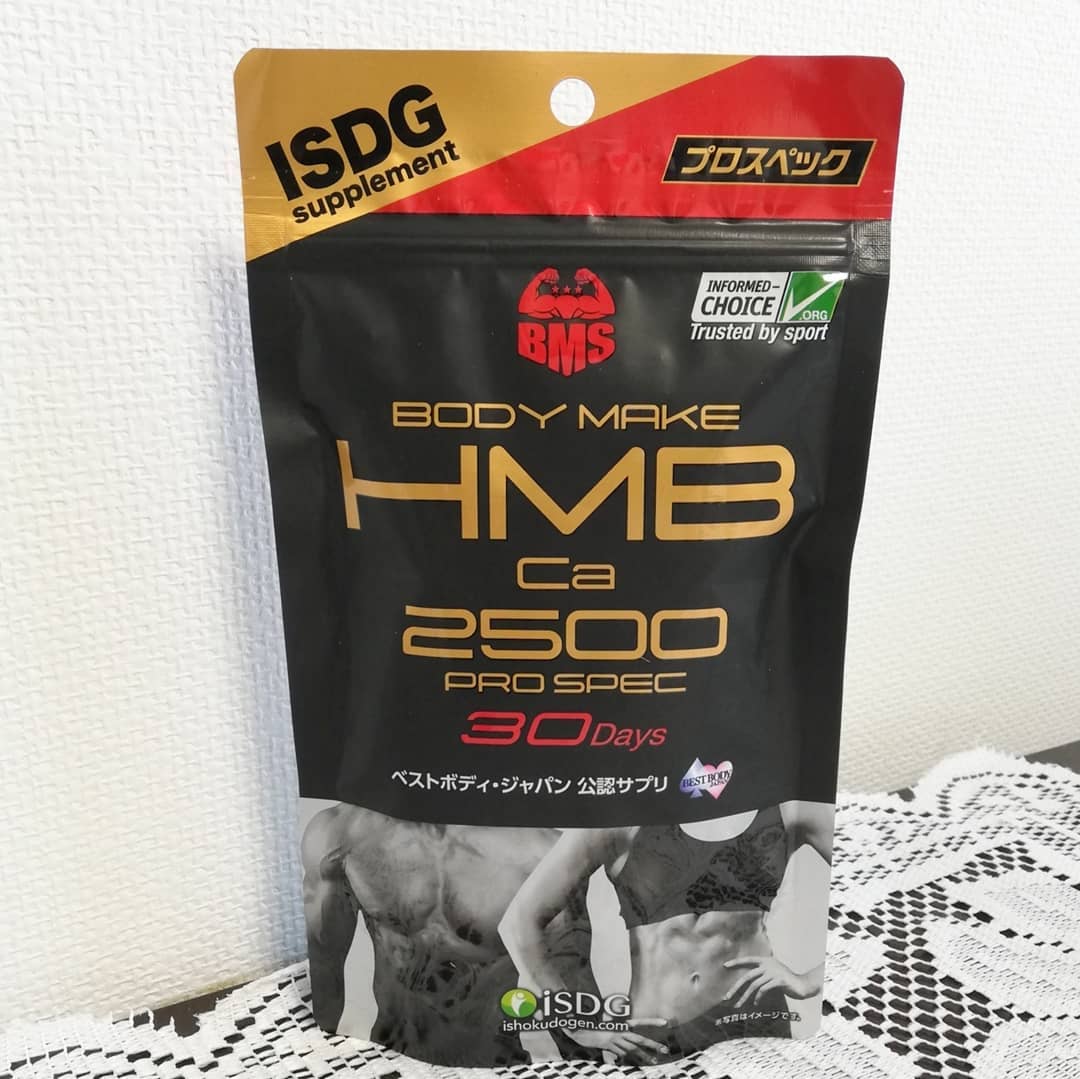 ISDG
supplement
プロスペック
BMS
INFORMED-
CHOICE
.ORG
Trusted by sport
BODY MAKE
HMB
Ca
2500
PRO SPEC
30Days
ベストボディ・ジャパン 公認サプリ
BEST BODY
JAPAN
iSDG
ishokudogen.com
※写真はイメージです。